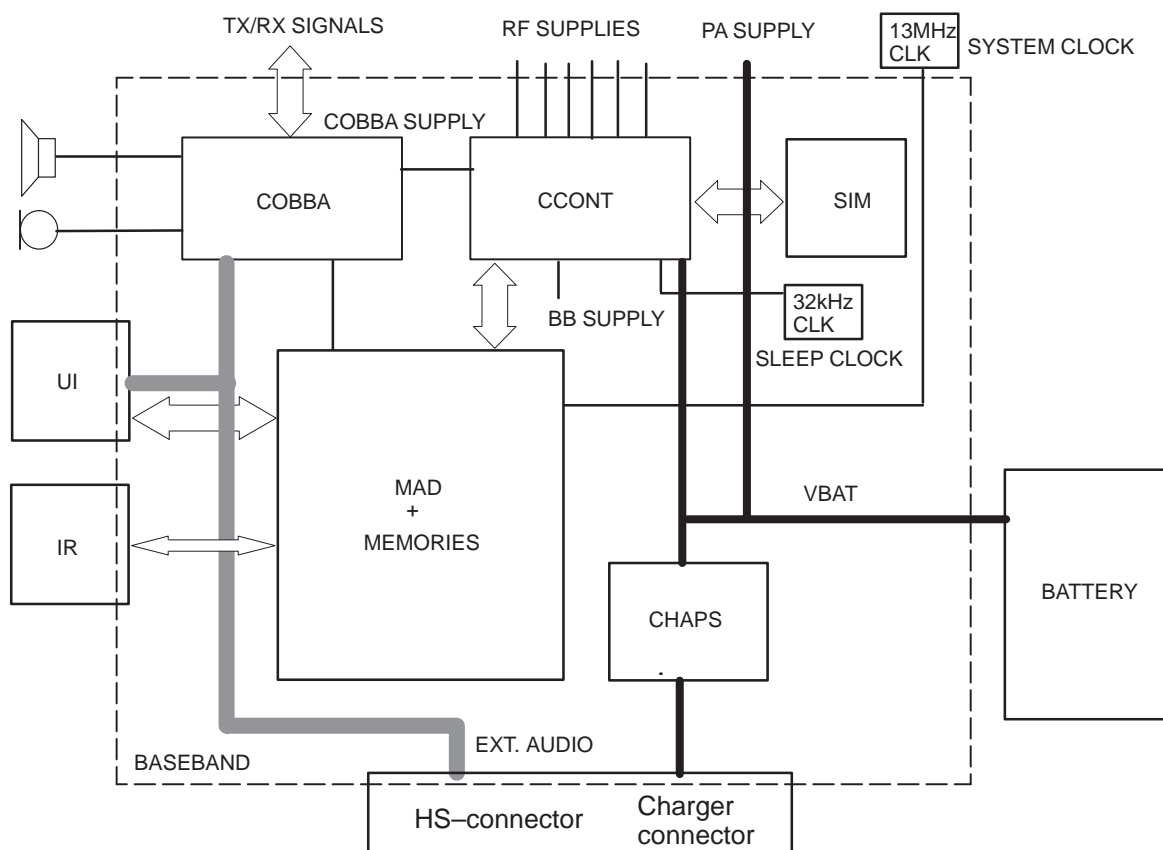 TX/RX SIGNALS
RF SUPPLIES
PA SUPPLY
13MHz
CLK
SYSTEM CLOCK
COBBA SUPPLY
COBBA
CCONT
SIM
BB SUPPLY
32kHz
CLK
SLEEP CLOCK
UI
MAD
+
MEMORIES
VBAT
IR
BATTERY
CHAPS
EXT. AUDIO
BASEBAND
HS–connector
Charger
connector